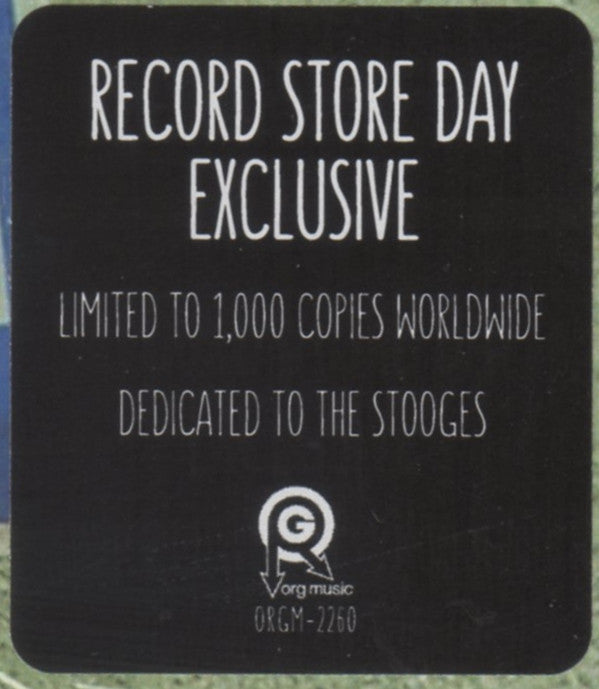 RECORD STORE DAY
EXCLUSIVE
LIMITED TO 1,000 COPIES WORLDWIDE
DEDICATED TO THE STOOGES
G
org music
ORGM-2260